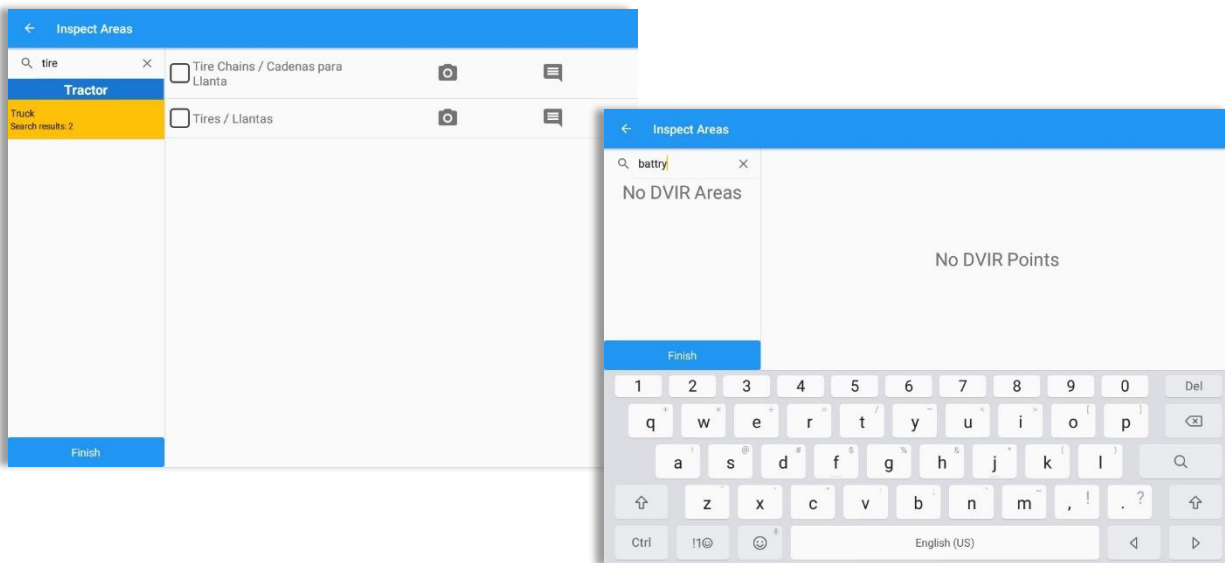 Inspect Areas
tire
Tractor
Truck
Search results: 2
Tire Chains / Cadenas para
Llanta
Tires / Llantas
Finish
Inspect Areas
battry
No DVIR Areas
No DVIR Points
Finish
1 2 3 4 5 6 7 8 9 0 Del
q w e r t y u i o p
a s d f g h j k l
z x c v b n m , ! . ?
Ctrl !1☺ English (US)